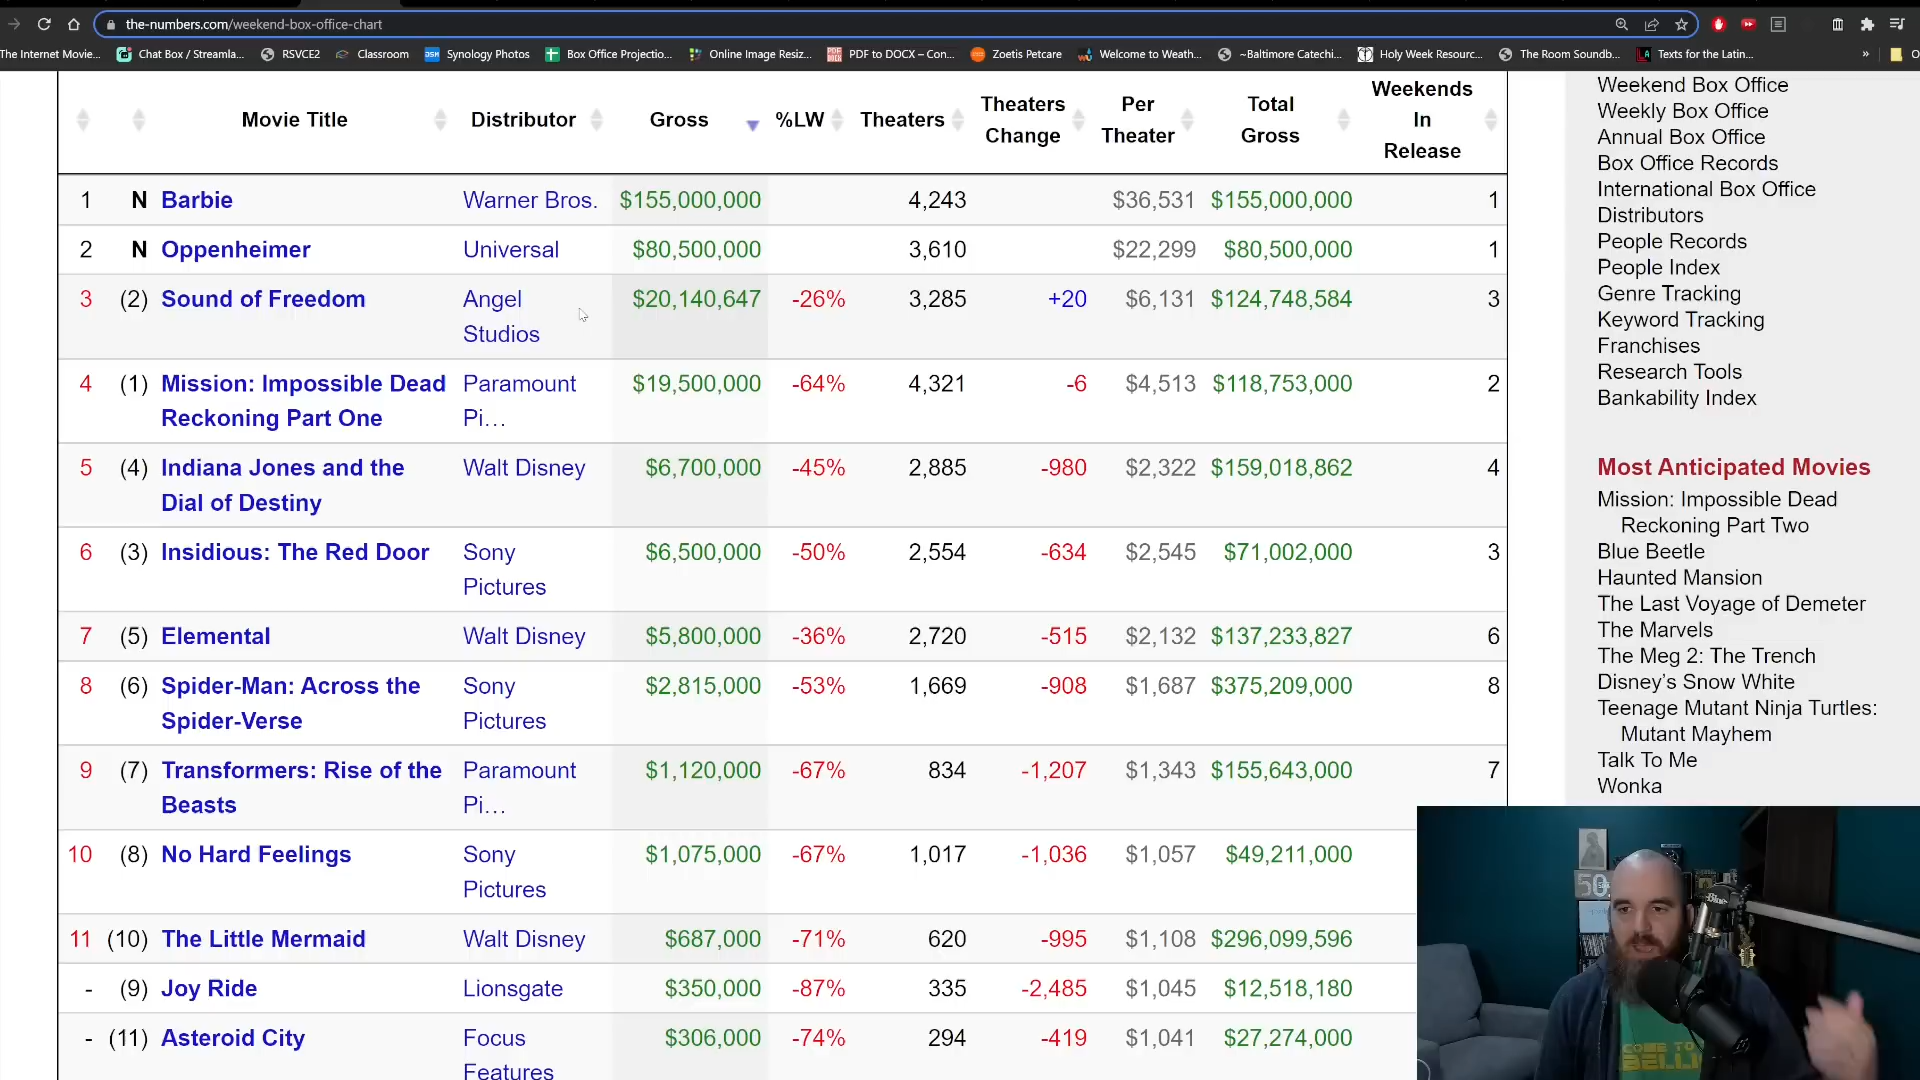 the-numbers.com/weekend-box-office-chart
The Internet Movie... Chat Box / Streamla... RSVCE2 Classroom Synology Photos Box Office Projectio... Online Image Resiz... PDF to DOCX – Con... Zoetis Petcare Welcome to Weath... ~Baltimore Catechi... Holy Week Resourc... The Room Soundb... Texts for the Latin... »
Movie Title Distributor Gross %LW Theaters Theaters Change Per Theater Total Gross Weekends In Release
1 N Barbie Warner Bros. $155,000,000 4,243 $36,531 $155,000,000 1
2 N Oppenheimer Universal $80,500,000 3,610 $22,299 $80,500,000 1
3 (2) Sound of Freedom Angel Studios $20,140,647 -26% 3,285 +20 $6,131 $124,748,584 3
4 (1) Mission: Impossible Dead Reckoning Part One Paramount Pi... $19,500,000 -64% 4,321 -6 $4,513 $118,753,000 2
5 (4) Indiana Jones and the Dial of Destiny Walt Disney $6,700,000 -45% 2,885 -980 $2,322 $159,018,862 4
6 (3) Insidious: The Red Door Sony Pictures $6,500,000 -50% 2,554 -634 $2,545 $71,002,000 3
7 (5) Elemental Walt Disney $5,800,000 -36% 2,720 -515 $2,132 $137,233,827 6
8 (6) Spider-Man: Across the Spider-Verse Sony Pictures $2,815,000 -53% 1,669 -908 $1,687 $375,209,000 8
9 (7) Transformers: Rise of the Beasts Paramount Pi... $1,120,000 -67% 834 -1,207 $1,343 $155,643,000 7
10 (8) No Hard Feelings Sony Pictures $1,075,000 -67% 1,017 -1,036 $1,057 $49,211,000
11 (10) The Little Mermaid Walt Disney $687,000 -71% 620 -995 $1,108 $296,099,596
- (9) Joy Ride Lionsgate $350,000 -87% 335 -2,485 $1,045 $12,518,180
- (11) Asteroid City Focus Features $306,000 -74% 294 -419 $1,041 $27,274,000
Weekend Box Office
Weekly Box Office
Annual Box Office
Box Office Records
International Box Office
Distributors
People Records
People Index
Genre Tracking
Keyword Tracking
Franchises
Research Tools
Bankability Index
Most Anticipated Movies
Mission: Impossible Dead
Reckoning Part Two
Blue Beetle
Haunted Mansion
The Last Voyage of Demeter
The Marvels
The Meg 2: The Trench
Disney's Snow White
Teenage Mutant Ninja Turtles:
Mutant Mayhem
Talk To Me
Wonka
50
Blue